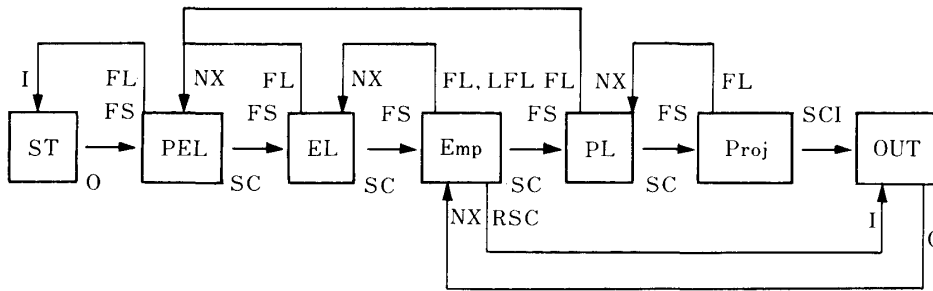 I FL NX FL NX FL, LFL FL NX FL
FS FS FS FS FS SCI
ST PEL EL Emp PL Proj OUT
O SC SC SC SC
NX RSC I